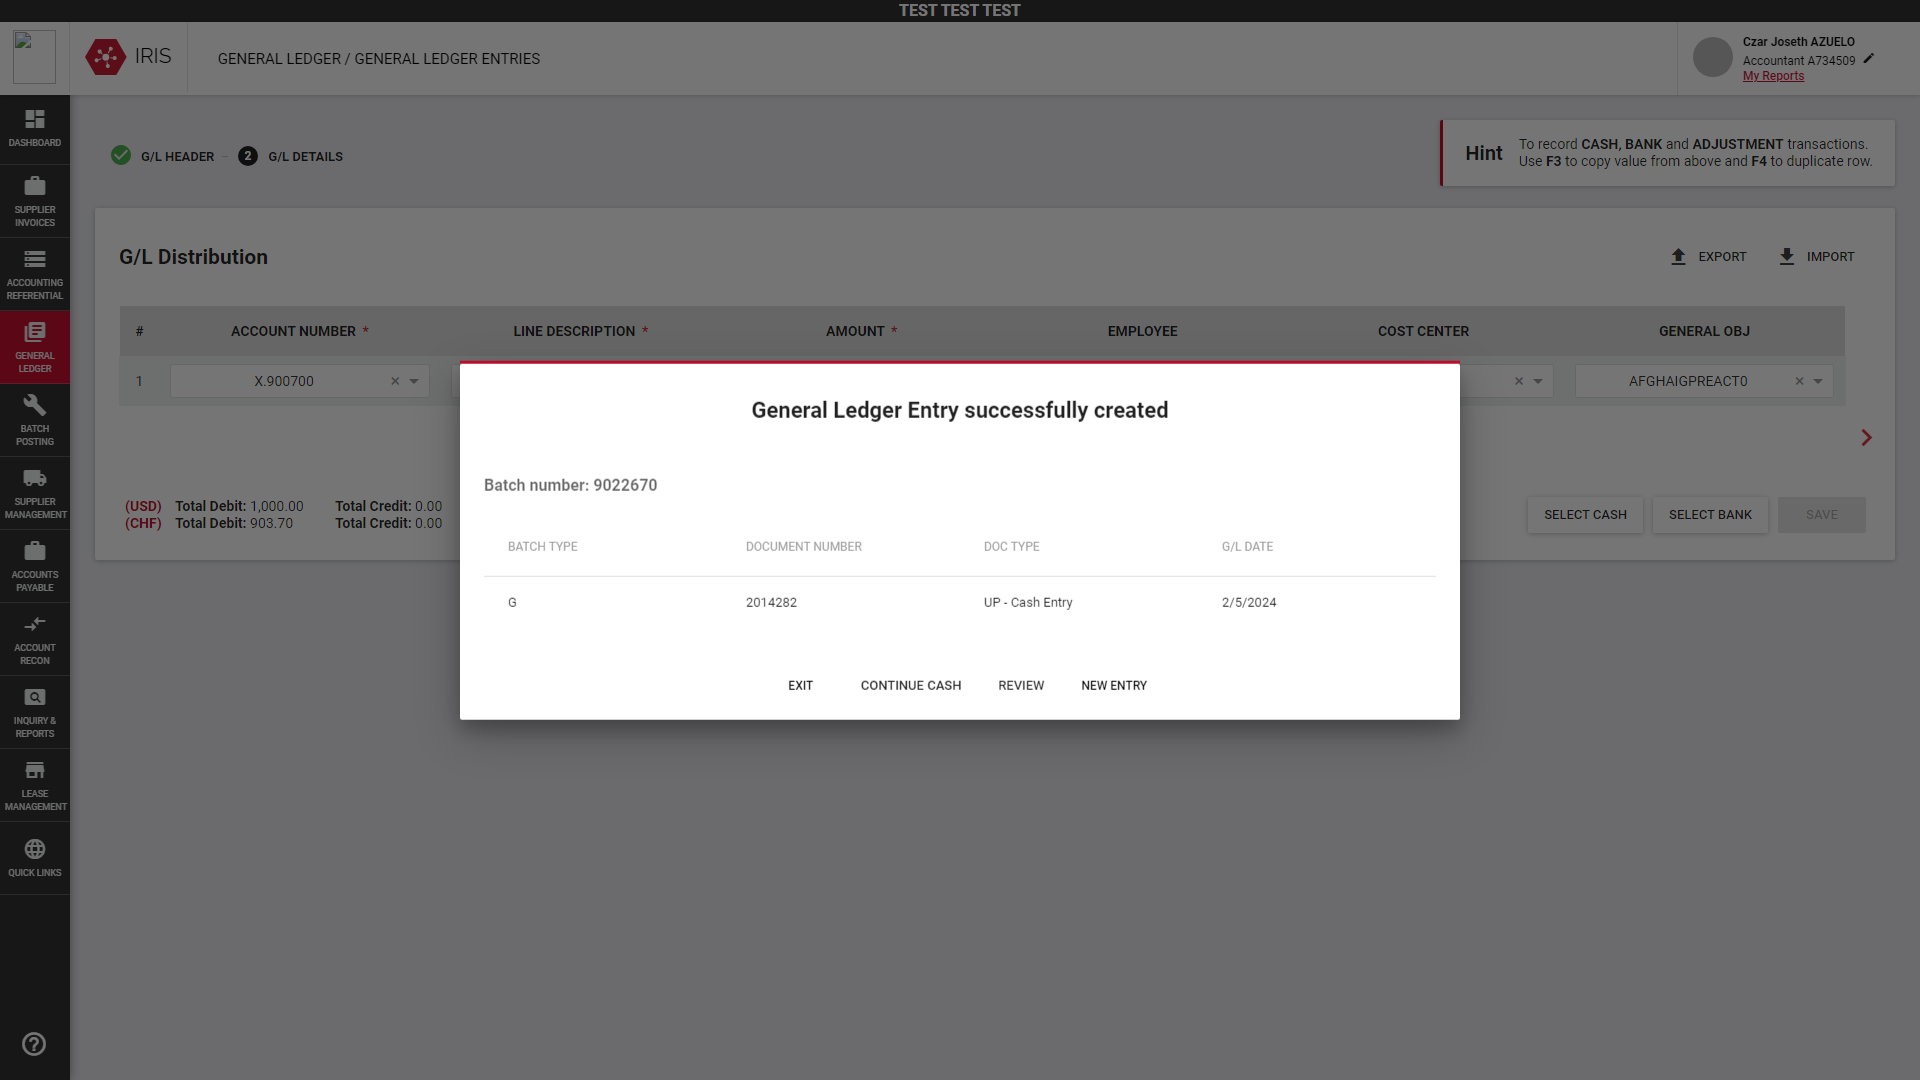 TEST TEST TEST
IRIS
GENERAL LEDGER / GENERAL LEDGER ENTRIES
Czar Joseth AZUELO
Accountant A734509
My Reports
DASHBOARD
SUPPLIER
INVOICES
ACCOUNTING
REFERENTIAL
GENERAL
LEDGER
BATCH
POSTING
SUPPLIER
MANAGEMENT
ACCOUNTS
PAYABLE
ACCOUNT
RECON
INQUIRY &
REPORTS
LEASE
MANAGEMENT
QUICK LINKS
G/L HEADER
2 G/L DETAILS
Hint
To record CASH, BANK and ADJUSTMENT transactions.
Use F3 to copy value from above and F4 to duplicate row.
G/L Distribution
EXPORT IMPORT
# ACCOUNT NUMBER * LINE DESCRIPTION * AMOUNT * EMPLOYEE COST CENTER GENERAL OBJ
1 X.900700 × × AFGHAIGPREACT0 ×
(USD) Total Debit: 1,000.00 Total Credit: 0.00
(CHF) Total Debit: 903.70 Total Credit: 0.00
SELECT CASH SELECT BANK SAVE
General Ledger Entry successfully created
Batch number: 9022670
BATCH TYPE DOCUMENT NUMBER DOC TYPE G/L DATE
G 2014282 UP - Cash Entry 2/5/2024
EXIT CONTINUE CASH REVIEW NEW ENTRY